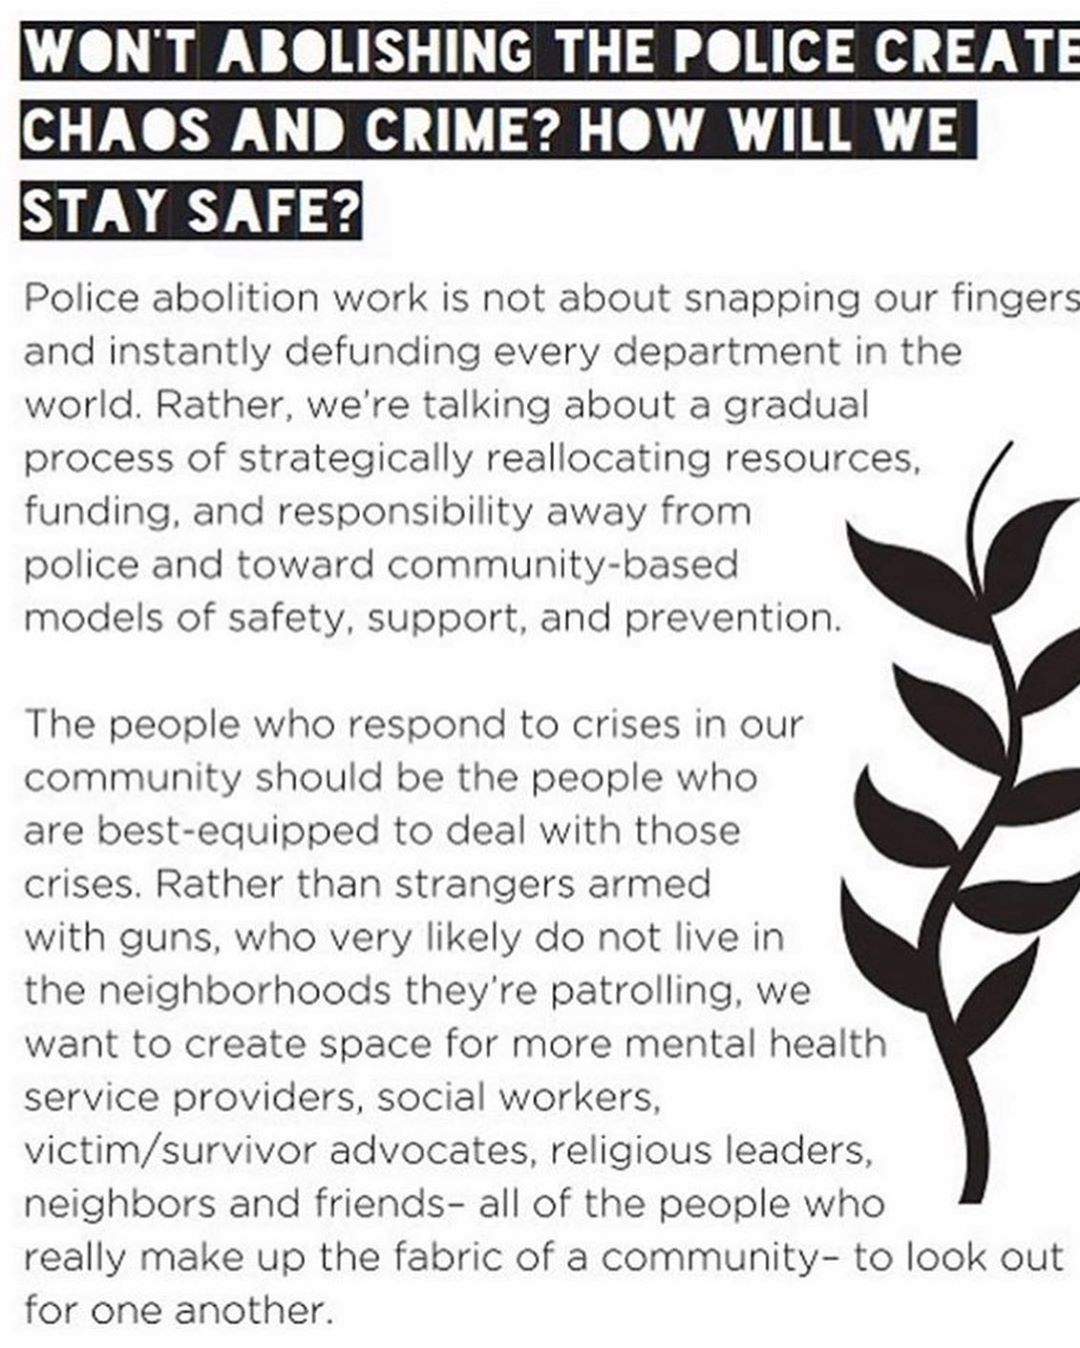 WON'T ABOLISHING THE POLICE CREATE
CHAOS AND CRIME? HOW WILL WE
STAY SAFE?
Police abolition work is not about snapping our fingers
and instantly defunding every department in the
world. Rather, we're talking about a gradual
process of strategically reallocating resources,
funding, and responsibility away from
police and toward community-based
models of safety, support, and prevention.
The people who respond to crises in our
community should be the people who
are best-equipped to deal with those
crises. Rather than strangers armed
with guns, who very likely do not live in
the neighborhoods they're patrolling, we
want to create space for more mental health
service providers, social workers,
victim/survivor advocates, religious leaders,
neighbors and friends– all of the people who
really make up the fabric of a community– to look out
for one another.